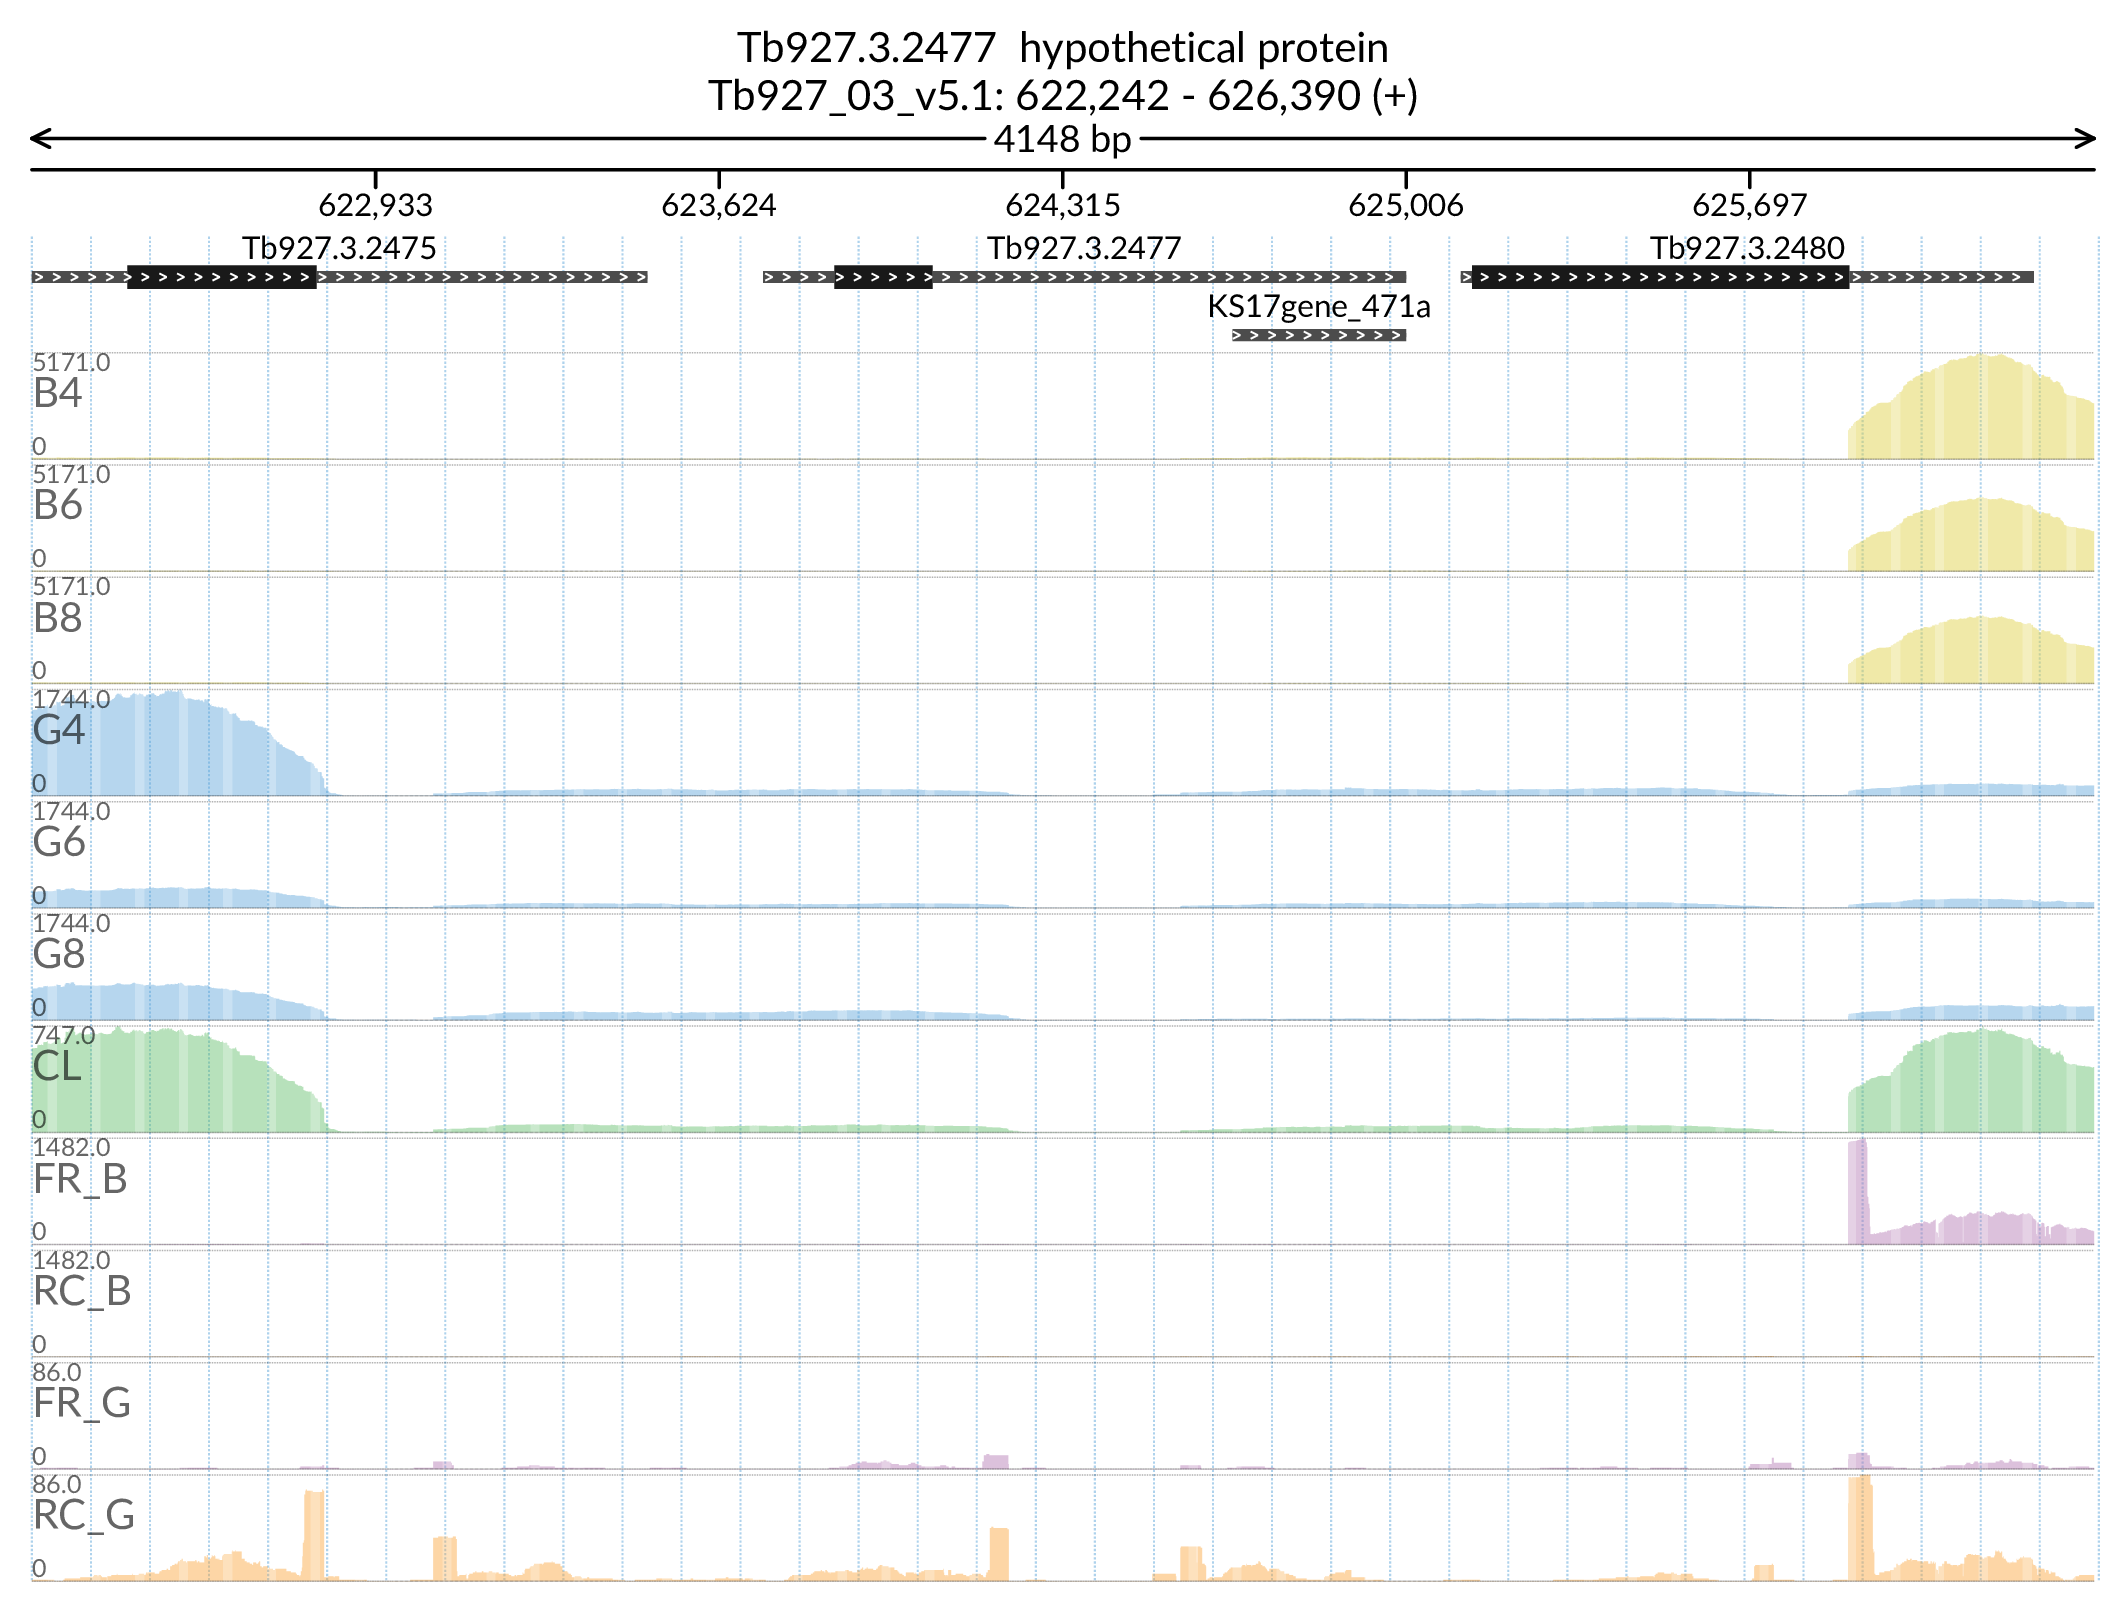 Tb927.3.2477  hypothetical protein
Tb927_03_v5.1: 622,242 - 626,390 (+)
4148 bp
622,933 623,624 624,315 625,006 625,697
Tb927.3.2475 Tb927.3.2477 Tb927.3.2480
KS17gene_471a
5171.0
B4
0
5171.0
B6
0
5171.0
B8
0
1744.0
G4
0
1744.0
G6
0
1744.0
G8
0
747.0
CL
0
1482.0
FR_B
0
1482.0
RC_B
0
86.0
FR_G
0
86.0
RC_G
0